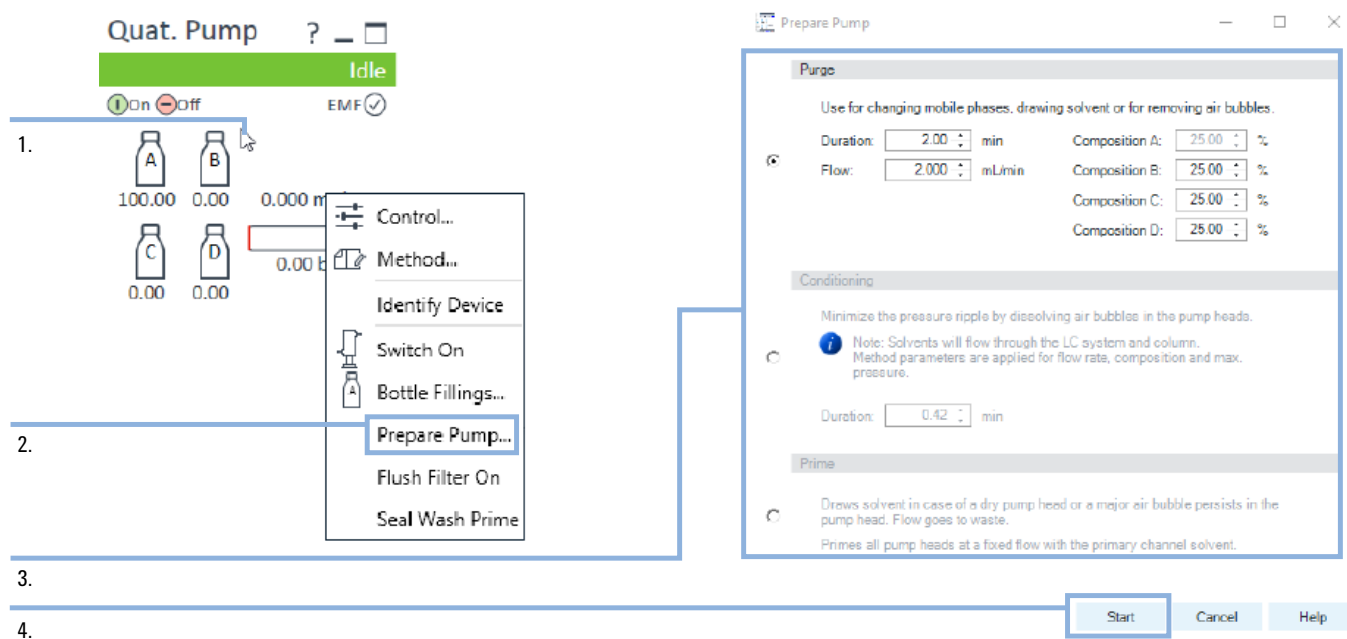 Quat. Pump ?
Idle
On Off EMF
1.
A B
100.00 0.00 0.000
C D
0.00
0.00 0.00
Control...
Method...
Identify Device
Switch On
A Bottle Fillings...
2.
Prepare Pump...
Flush Filter On
Seal Wash Prime
3.
4.
Prepare Pump
Purge
Use for changing mobile phases, drawing solvent or for removing air bubbles.
Duration: 2.00 min Composition A: 25.00 %
Flow: 2.000 mL/min Composition B: 25.00 %
Composition C: 25.00 %
Composition D: 25.00 %
Conditioning
Minimize the pressure ripple by dissolving air bubbles in the pump heads.
i Note: Solvents will flow through the LC system and column.
Method parameters are applied for flow rate, composition and max.
pressure.
Duration: 0.42 min
Prime
Draws solvent in case of a dry pump head or a major air bubble persists in the
pump head. Flow goes to waste.
Primes all pump heads at a fixed flow with the primary channel solvent.
Start Cancel Help